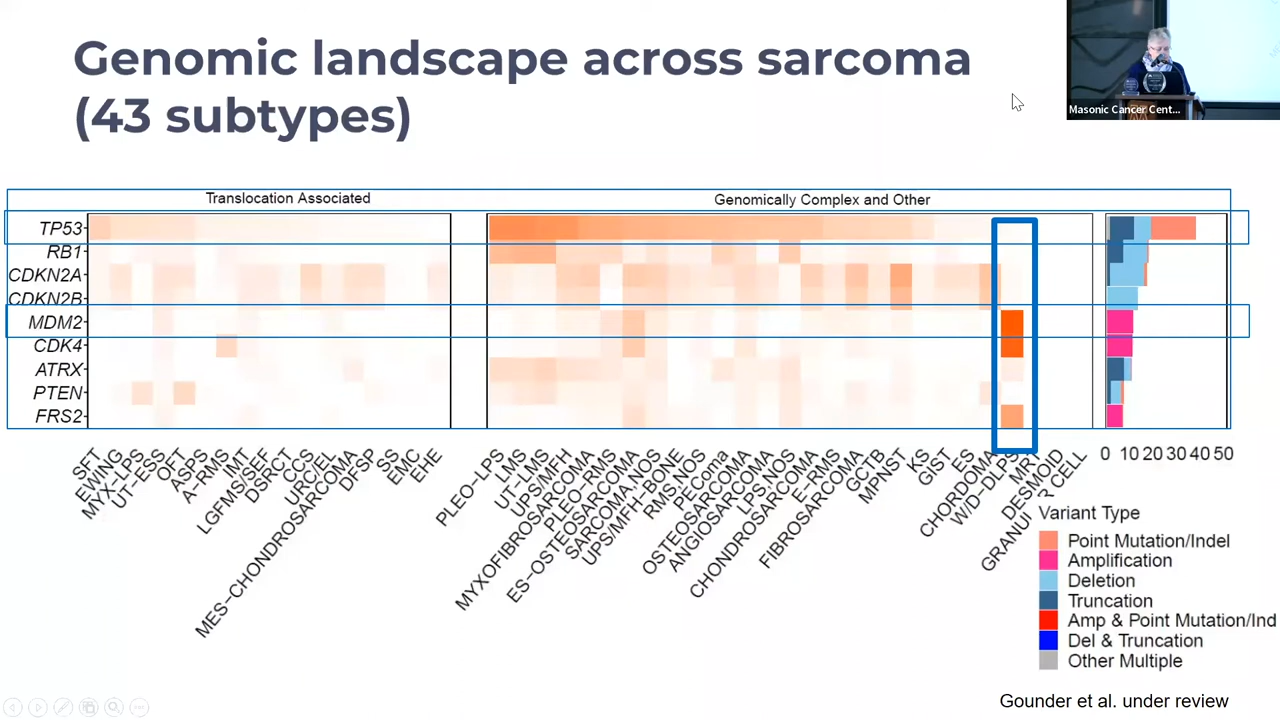 Genomic landscape across sarcoma
(43 subtypes)
Masonic Cancer Cent...
Translocation Associated
Genomically Complex and Other
TP53
RB1
CDKN2A
CDKN2B
MDM2
CDK4
ATRX
PTEN
FRS2
SFT
EWING
MYX-LPS
UT-ESS
OFT
ASPS
A-RMS
IMT
LGFMS/SEF
DSRCT
CCS
URC/EL
MES-CHONDROSARCOMA
DFSP
SS
EMC
EHE
PLEO-LPS
LMS
UT-LMS
UPS/MFH
MYXOFIBROSARCOMA
PLEO-RMS
ES-OSTEOSARCOMA
SARCOMA.NOS
UPS/MFH-BONE
RMS.NOS
PEComa
OSTEOSARCOMA
ANGIOSARCOMA
LPS.NOS
CHONDROSARCOMA
E-RMS
FIBROSARCOMA
GCTB
MPNST
KS
GIST
ES
CHORDOMA
W/D-DLPS
MRT
DESMOID
CELL
0 10 20 30 40 50
Variant Type
Point Mutation/Indel
Amplification
Deletion
Truncation
Amp & Point Mutation/Ind
Del & Truncation
Other Multiple
Gounder et al. under review